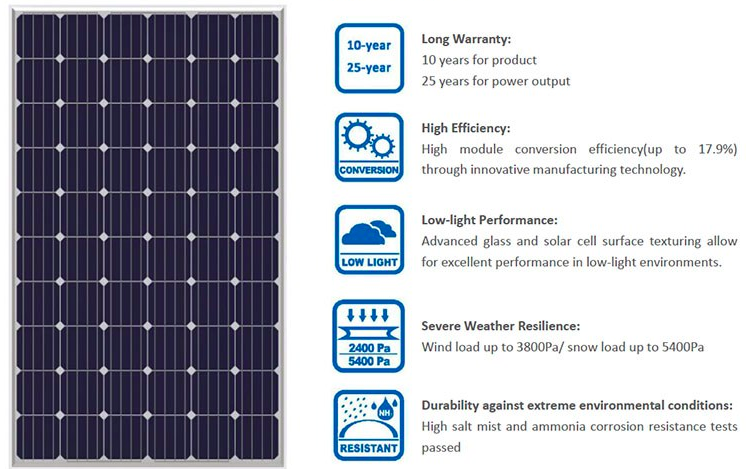 10-year
25-year
Long Warranty:
10 years for product
25 years for power output
CONVERSION
High Efficiency:
High module conversion efficiency(up to 17.9%)
through innovative manufacturing technology.
LOW LIGHT
Low-light Performance:
Advanced glass and solar cell surface texturing allow
for excellent performance in low-light environments.
2400 Pa
5400 Pa
Severe Weather Resilience:
Wind load up to 3800Pa/ snow load up to 5400Pa
NH
RESISTANT
Durability against extreme environmental conditions:
High salt mist and ammonia corrosion resistance tests
passed